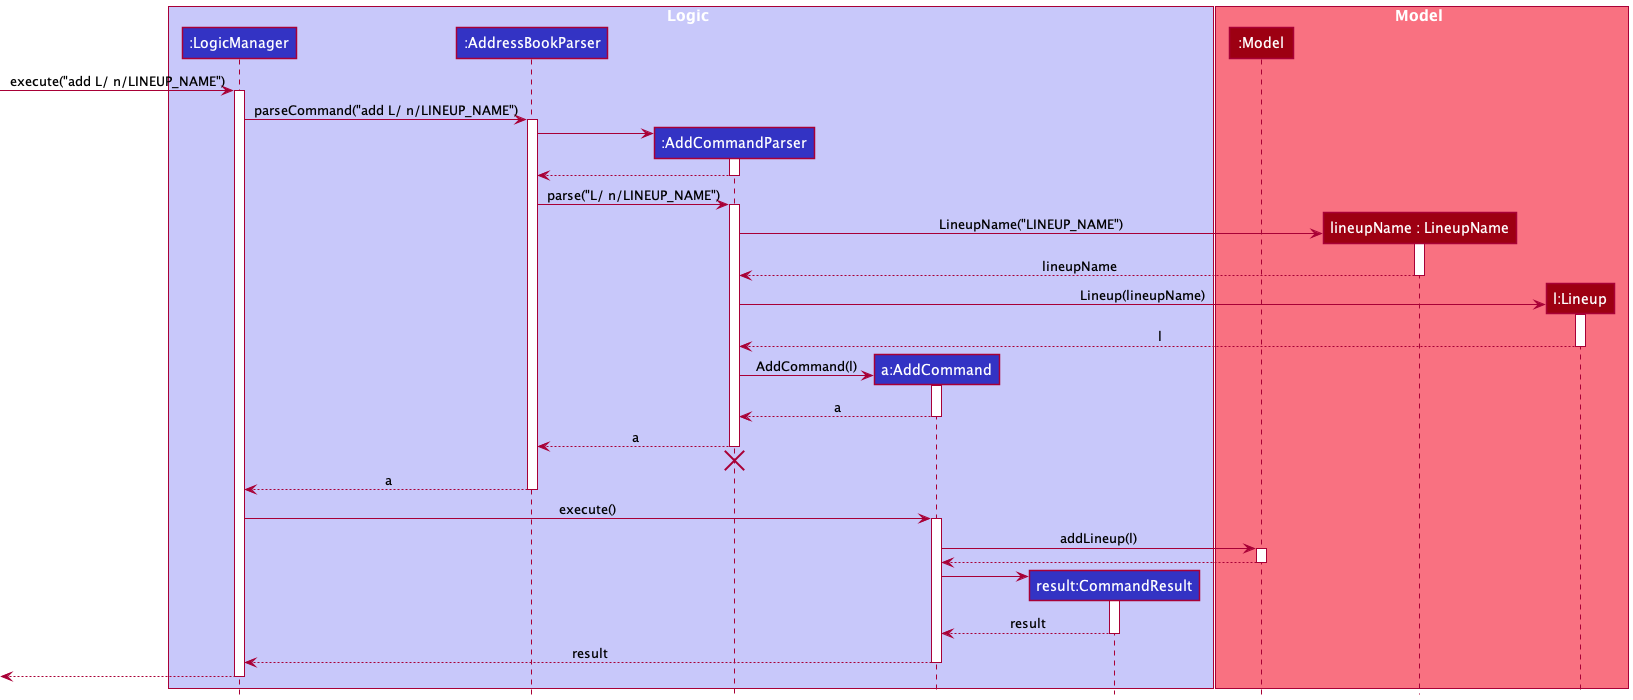 Logic
Model
:LogicManager
:AddressBookParser
:Model
execute("add L/ n/LINEUP_NAME")
parseCommand("add L/ n/LINEUP_NAME")
:AddCommandParser
parse("L/ n/LINEUP_NAME")
LineupName("LINEUP_NAME")
lineupName : LineupName
lineupName
Lineup(lineupName)
l:Lineup
l
AddCommand(l)
a:AddCommand
a
a
a
execute()
addLineup(l)
result:CommandResult
result
result